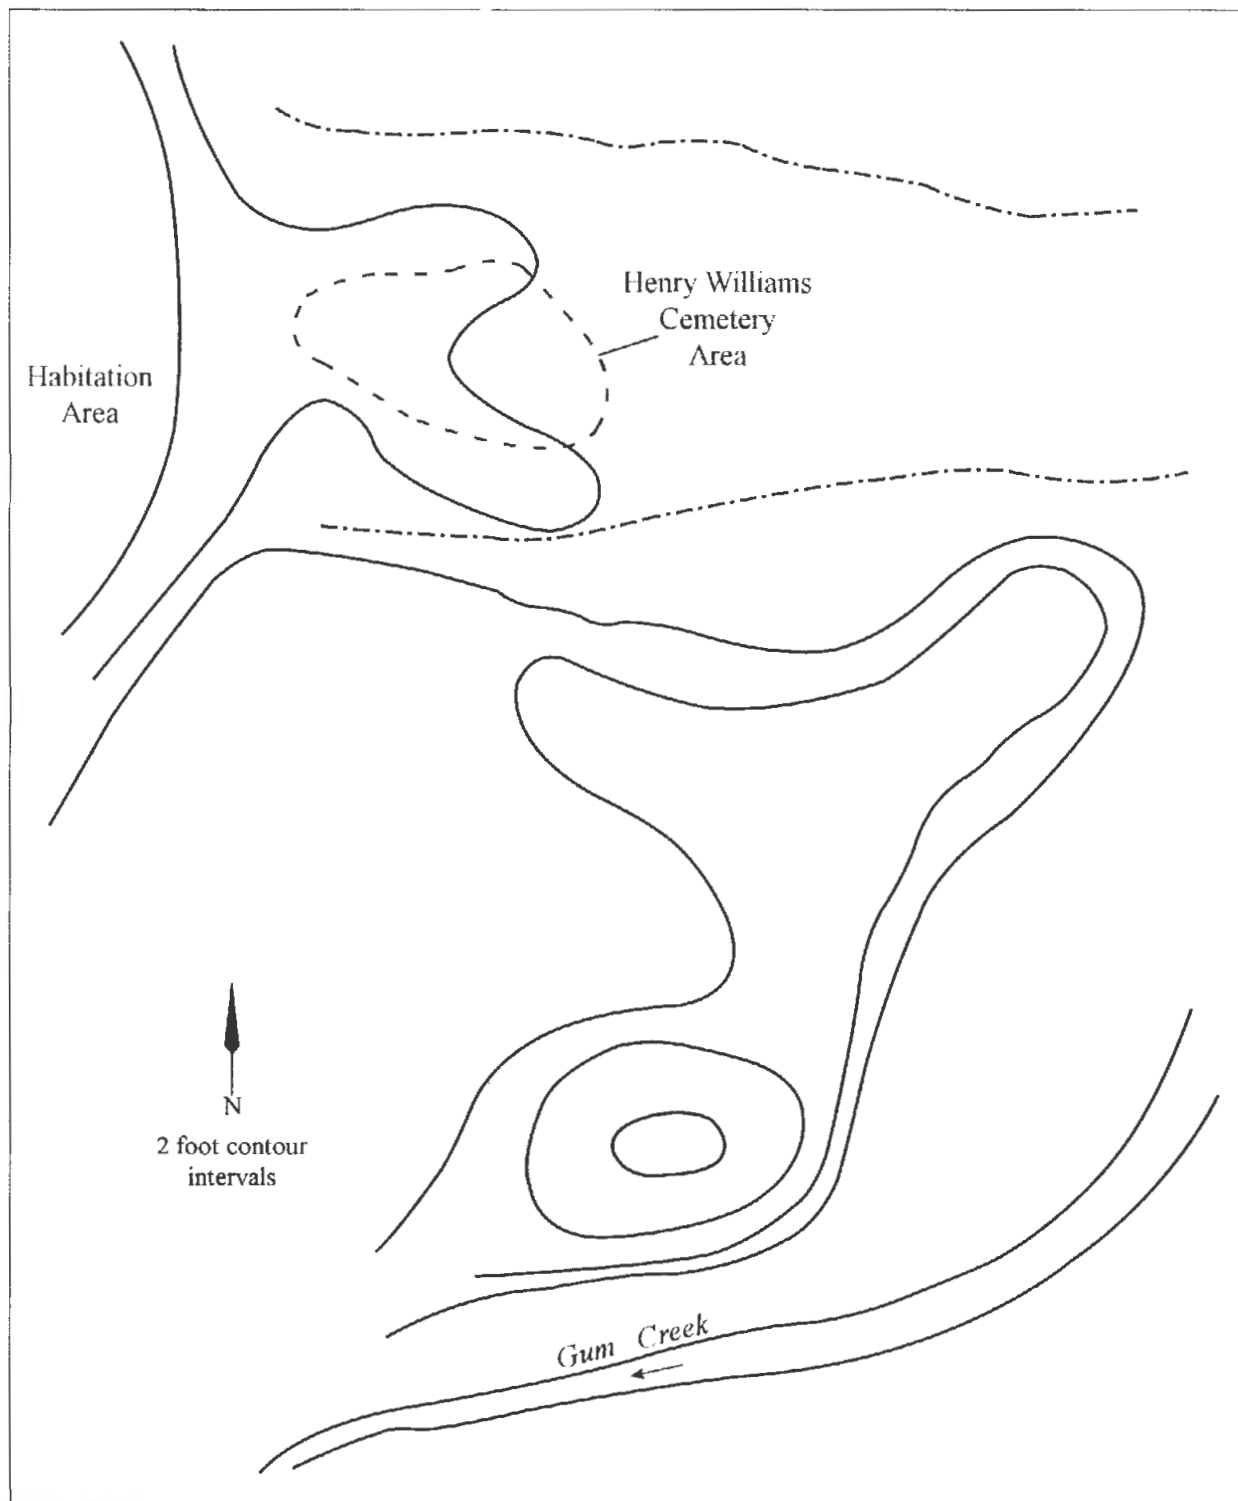 Henry Williams
Cemetery
Area
Habitation
Area
N
2 foot contour
intervals
Gum Creek